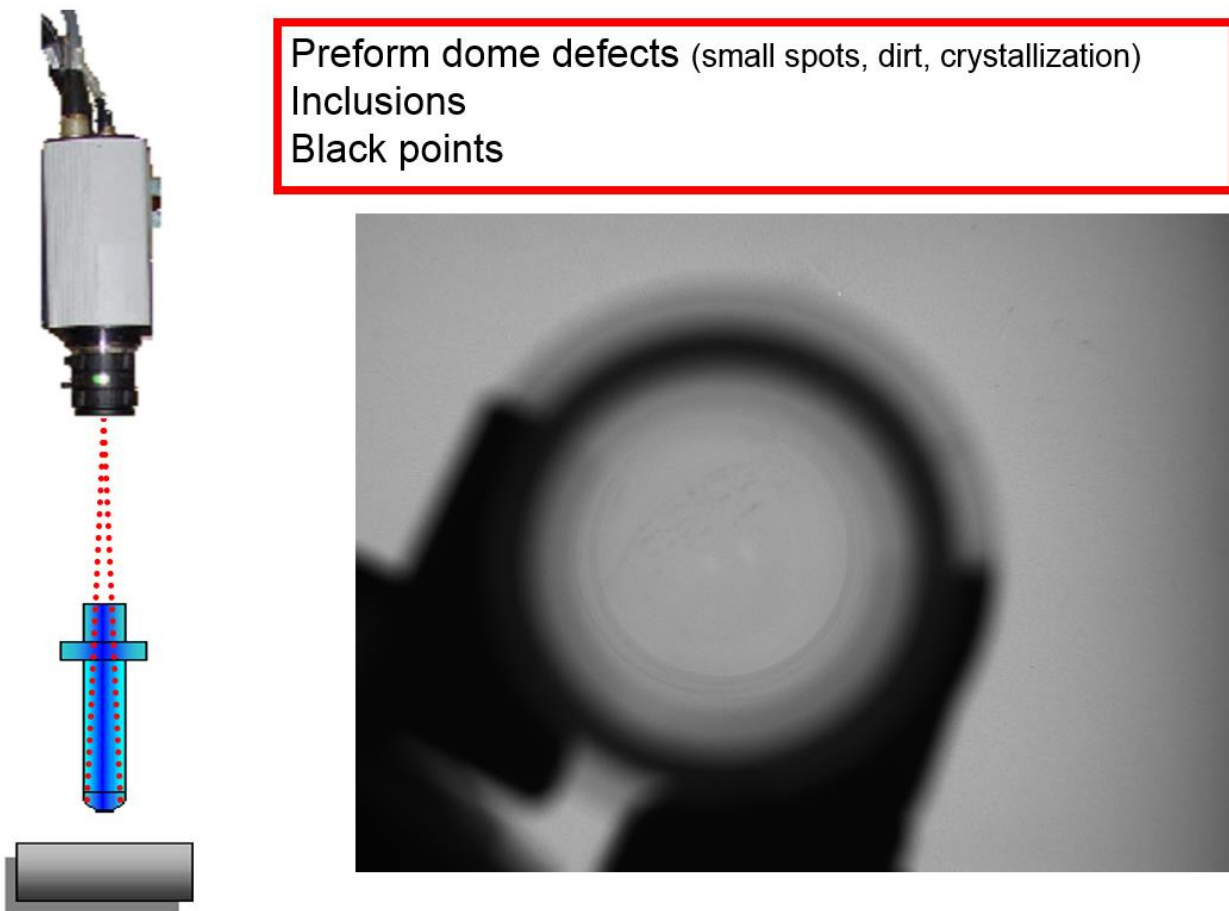 Preform dome defects (small spots, dirt, crystallization)
Inclusions
Black points